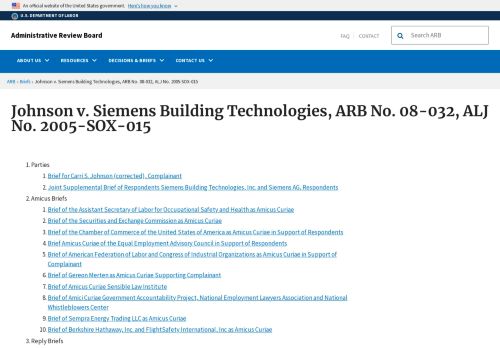 An official website of the United States government. Here's how you know
U.S. DEPARTMENT OF LABOR
Administrative Review Board
FAQ CONTACT
Search ARB
ABOUT US RESOURCES DECISIONS & BRIEFS CONTACT US
ARB › Briefs › Johnson v. Siemens Building Technologies, ARB No. 08-032, ALJ No. 2005-SOX-015
Johnson v. Siemens Building Technologies, ARB No. 08-032, ALJ
No. 2005-SOX-015
1. Parties
1. Brief for Carri S. Johnson (corrected), Complainant
2. Joint Supplemental Brief of Respondents Siemens Building Technologies, Inc. and Siemens AG, Respondents
2. Amicus Briefs
1. Brief of the Assistant Secretary of Labor for Occupational Safety and Health as Amicus Curiae
2. Brief of the Securities and Exchange Commission as Amicus Curiae
3. Brief of the Chamber of Commerce of the United States of America as Amicus Curiae in Support of Respondents
4. Brief Amicus Curiae of the Equal Employment Advisory Council in Support of Respondents
5. Brief of American Federation of Labor and Congress of Industrial Organizations as Amicus Curiae in Support of
Complainant
6. Brief of Gereon Merten as Amicus Curiae Supporting Complainant
7. Brief of Amicus Curiae Sensible Law Institute
8. Brief of Amici Curiae Government Accountability Project, National Employment Lawyers Association and National
Whistleblowers Center
9. Brief of Sempra Energy Trading LLC as Amicus Curiae
10. Brief of Berkshire Hathaway, Inc. and FlightSafety International, Inc as Amicus Curiae
3. Reply Briefs